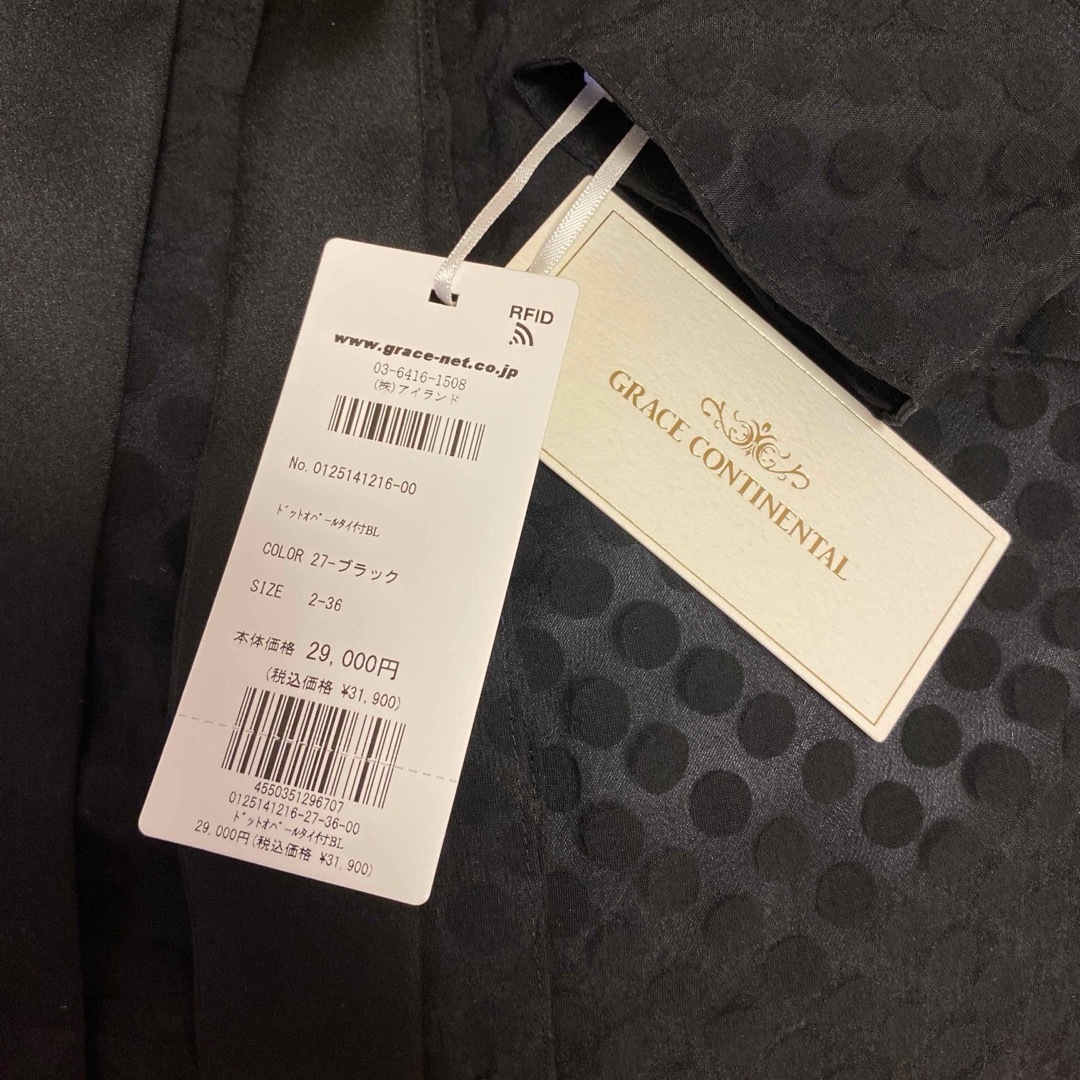 RFID
www.grace-net.co.jp
03-6416-1508
(株)アイランド
No. 0125141216-00
ﾄﾞｯﾄｵﾊﾟｰﾙﾀｲ付BL
COLOR 27-ブラック
SIZE 2-36
本体価格 29,000円
(税込価格 ¥31,900)
4550351296707
0125141216-27-36-00
ﾄﾞｯﾄｵﾊﾟｰﾙﾀｲ付BL
29,000円(税込価格 ¥31,900)
GRACE CONTINENTAL